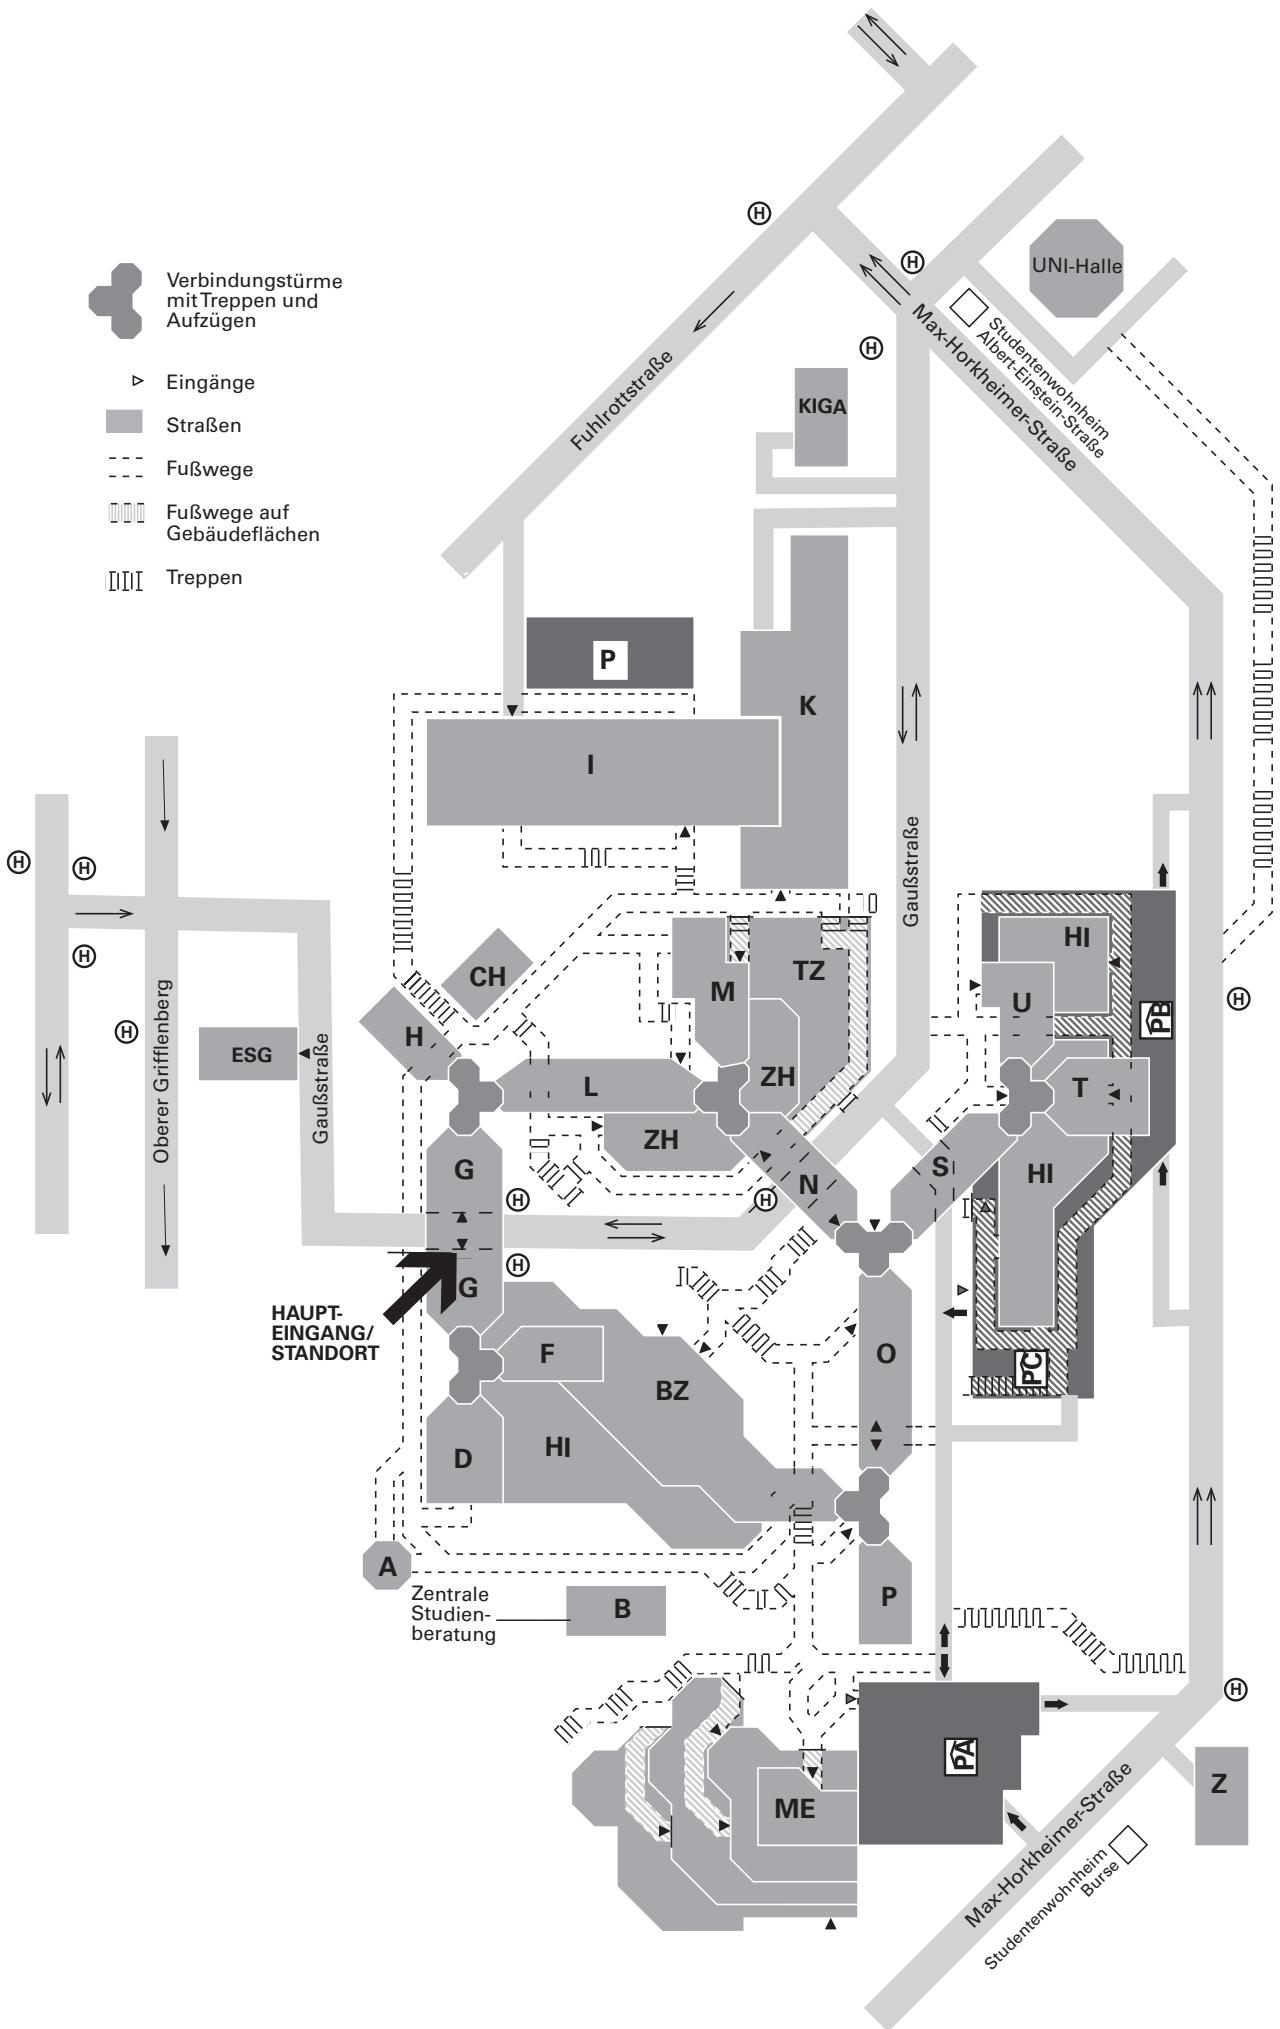 H
H
UNI-Halle
Verbindungstürme
mit Treppen und
Aufzügen
Eingänge
Straßen
Fußwege
Fußwege auf
Gebäudeflächen
Treppen
H
Fuhlrottstraße
KIGA
Max-Horkheimer-Straße
Studentenwohnheim
Albert-Einstein-Straße
P
K
I
Gaußstraße
H
H
H
H
Oberer Grifflenberg
ESG
Gaußstraße
CH
H
M
TZ
HI
U
PB
H
L
ZH
T
ZH
G
N
S
HI
H
H
H
G
HAUPT-
EINGANG/
STANDORT
F
BZ
O
PC
D
HI
A
Zentrale
Studien-
beratung
B
P
H
PA
ME
Z
Max-Horkheimer-Straße
Studentenwohnheim
Burse